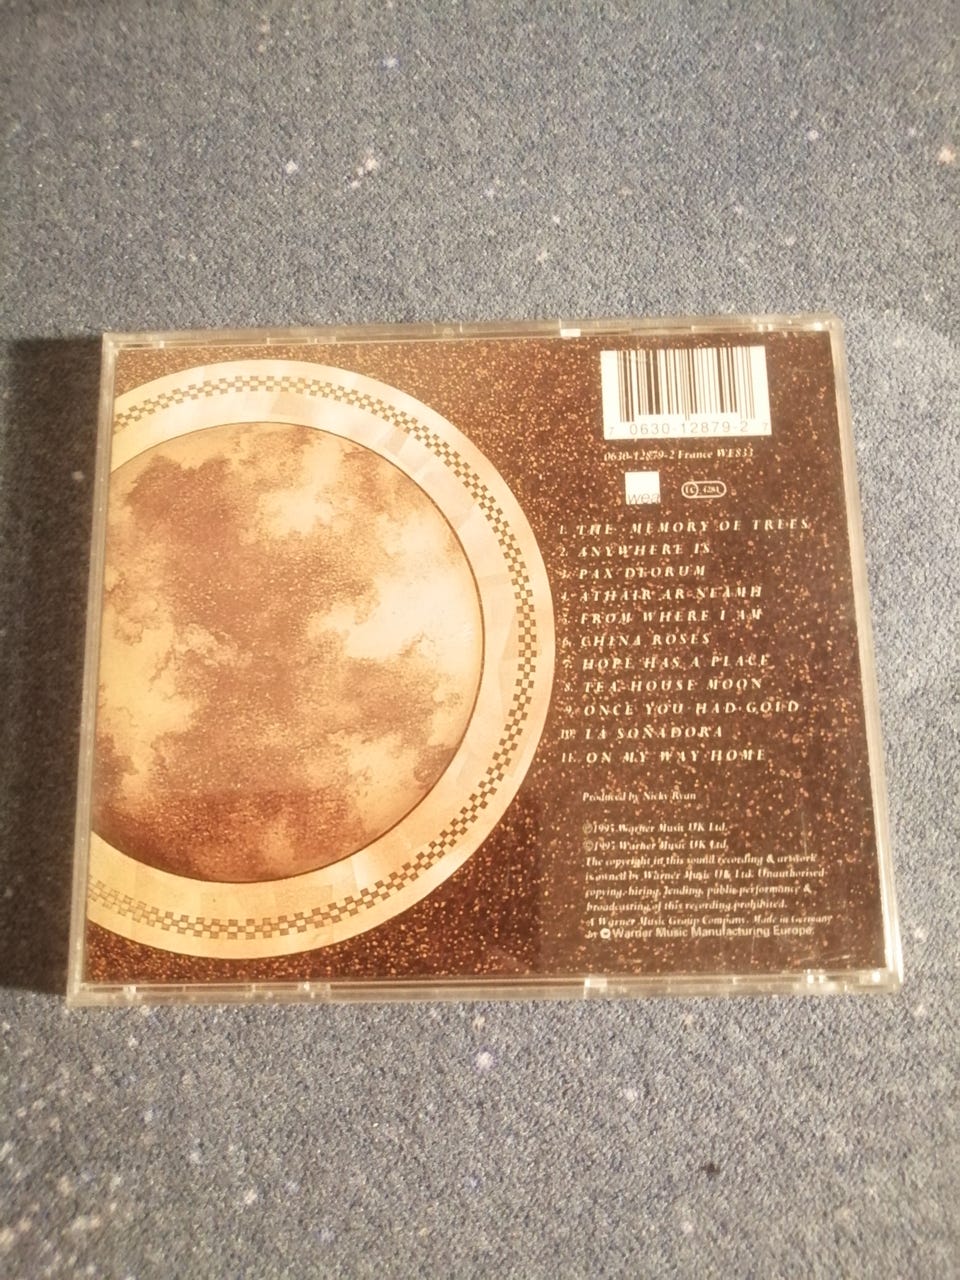 7 0630-12879-2 7
0630-12879-2 France WE833
wea
LC 4281
1. THE MEMORY OF TREES
2. ANYWHERE IS
3. PAX DEORUM
4. ATHAIR AR NEAMH
5. FROM WHERE I AM
6. CHINA ROSES
7. HOPE HAS A PLACE
8. TEA-HOUSE MOON
9. ONCE YOU HAD GOLD
10. LA SOÑADORA
11. ON MY WAY HOME
Produced by Nicky Ryan
℗1995 Warner Music UK Ltd.
©1995 Warner Music UK Ltd.
The copyright in this sound recording & artwork
is owned by Warner Music UK Ltd. Unauthorised
copying, hiring, lending, public performance &
broadcasting of this recording prohibited.
A Warner Music Group Company. Made in Germany
by Warner Music Manufacturing Europe.